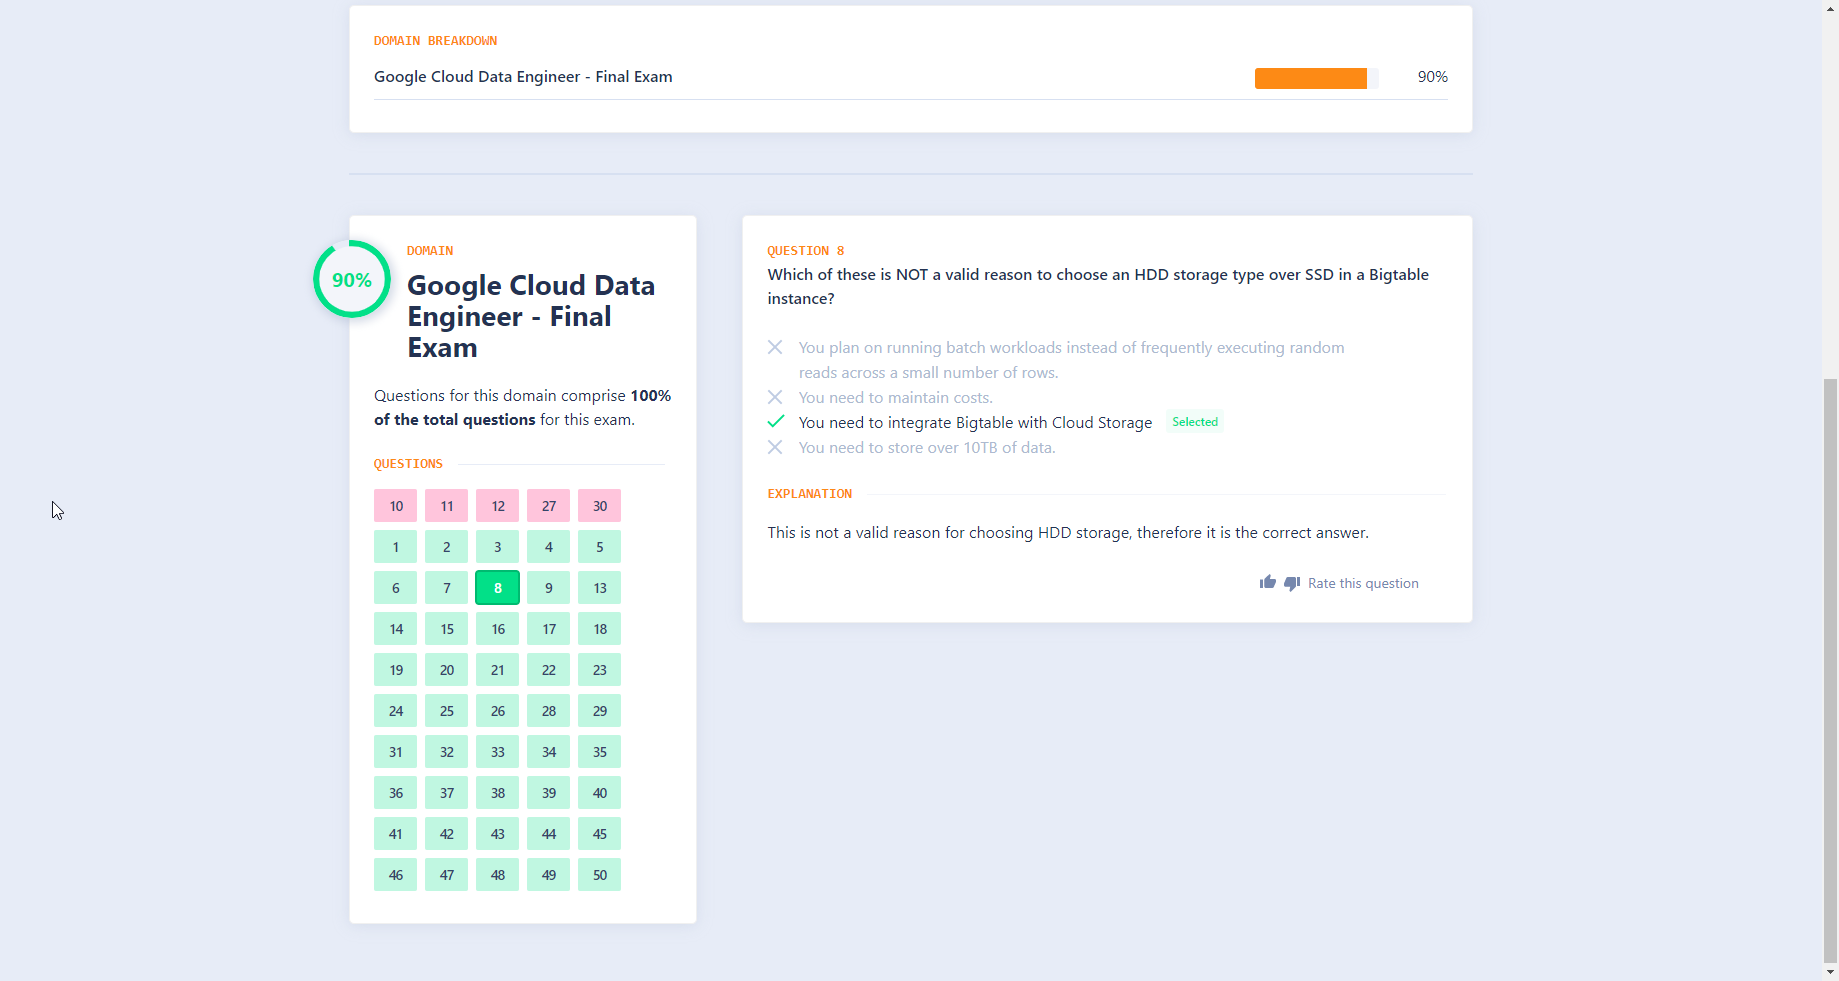 DOMAIN BREAKDOWN
Google Cloud Data Engineer - Final Exam 90%
90%
DOMAIN
Google Cloud Data
Engineer - Final
Exam
Questions for this domain comprise 100%
of the total questions for this exam.
QUESTIONS
10 11 12 27 30
1 2 3 4 5
6 7 8 9 13
14 15 16 17 18
19 20 21 22 23
24 25 26 28 29
31 32 33 34 35
36 37 38 39 40
41 42 43 44 45
46 47 48 49 50
QUESTION 8
Which of these is NOT a valid reason to choose an HDD storage type over SSD in a Bigtable
instance?
You plan on running batch workloads instead of frequently executing random
reads across a small number of rows.
You need to maintain costs.
You need to integrate Bigtable with Cloud Storage Selected
You need to store over 10TB of data.
EXPLANATION
This is not a valid reason for choosing HDD storage, therefore it is the correct answer.
Rate this question